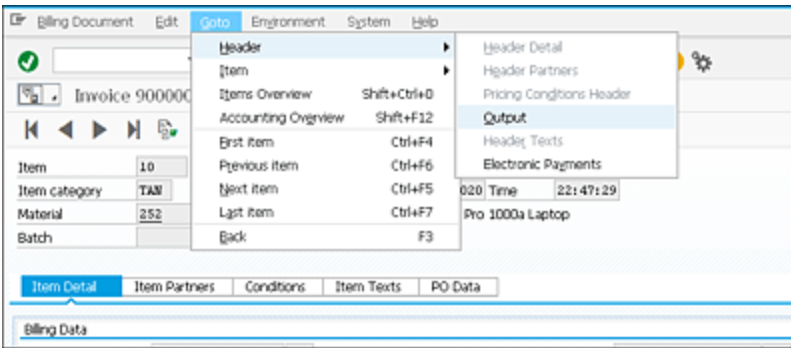 Billing Document Edit Goto Environment System Help
Header
Item
Items Overview Shift+Ctrl+0
Accounting Overview Shift+F12
First item Ctrl+F4
Previous item Ctrl+F6
Next item Ctrl+F5
Last item Ctrl+F7
Back F3
Header Detail
Header Partners
Pricing Conditions Header
Output
Header Texts
Electronic Payments
Invoice 900000
Item 10
Item category TAN
020 Time 22:47:29
Material 252
Pro 1000a Laptop
Batch
Item Detail Item Partners Conditions Item Texts PO Data
Billing Data